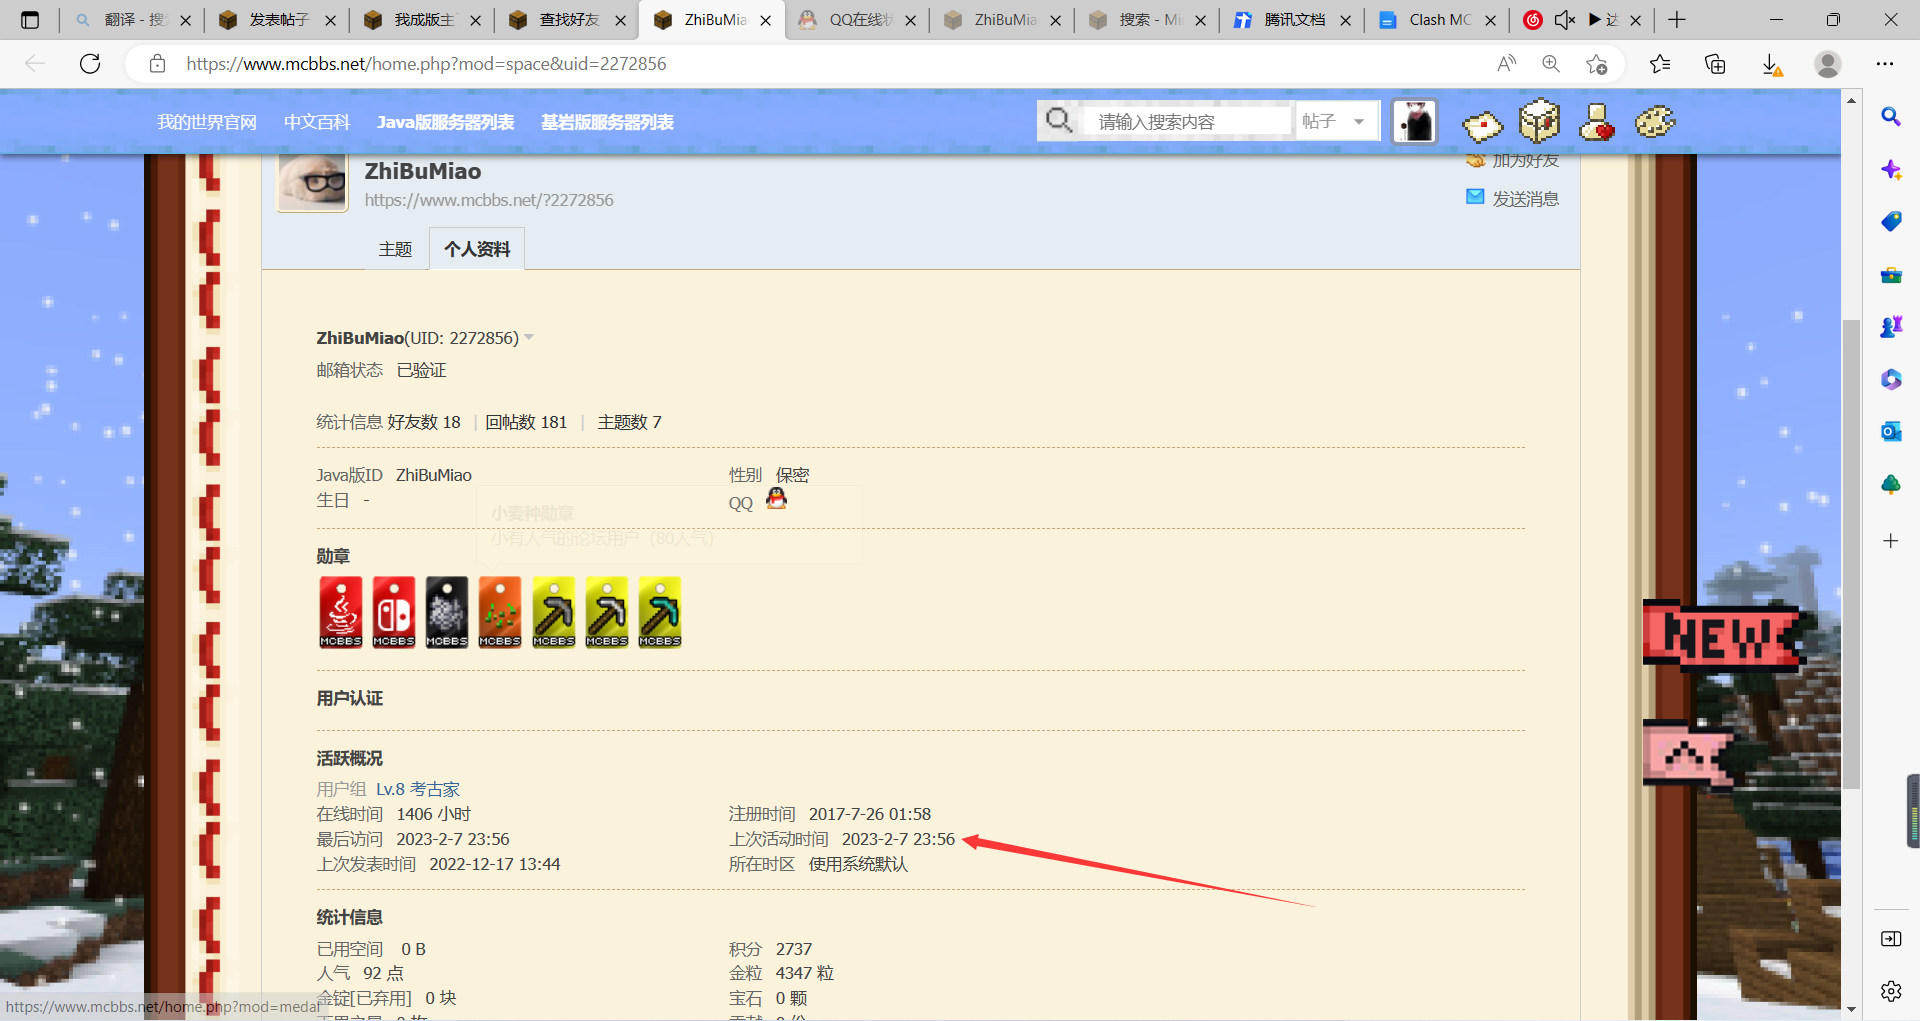 翻译 - 搜
发表帖子
我成版主
查找好友
ZhiBuMia
QQ在线状
ZhiBuMia
搜索 - Mi
腾讯文档
Clash MC
达
https://www.mcbbs.net/home.php?mod=space&uid=2272856
我的世界官网 中文百科 Java版服务器列表 基岩版服务器列表
请输入搜索内容 帖子
ZhiBuMiao
加为好友
https://www.mcbbs.net/?2272856
发送消息
主题 个人资料
ZhiBuMiao(UID: 2272856)
邮箱状态 已验证
统计信息 好友数 18 | 回帖数 181 | 主题数 7
Java版ID ZhiBuMiao 性别 保密
生日 - QQ
小麦种勋章
小有人气的论坛用户（80人气）
勋章
MCBBS MCBBS MCBBS MCBBS MCBBS MCBBS MCBBS
NEW
用户认证
活跃概况
用户组 Lv.8 考古家
在线时间 1406 小时 注册时间 2017-7-26 01:58
最后访问 2023-2-7 23:56 上次活动时间 2023-2-7 23:56
上次发表时间 2022-12-17 13:44 所在时区 使用系统默认
统计信息
已用空间 0 B 积分 2737
人气 92 点 金粒 4347 粒
金锭[已弃用] 0 块 宝石 0 颗
https://www.mcbbs.net/home.php?mod=medal